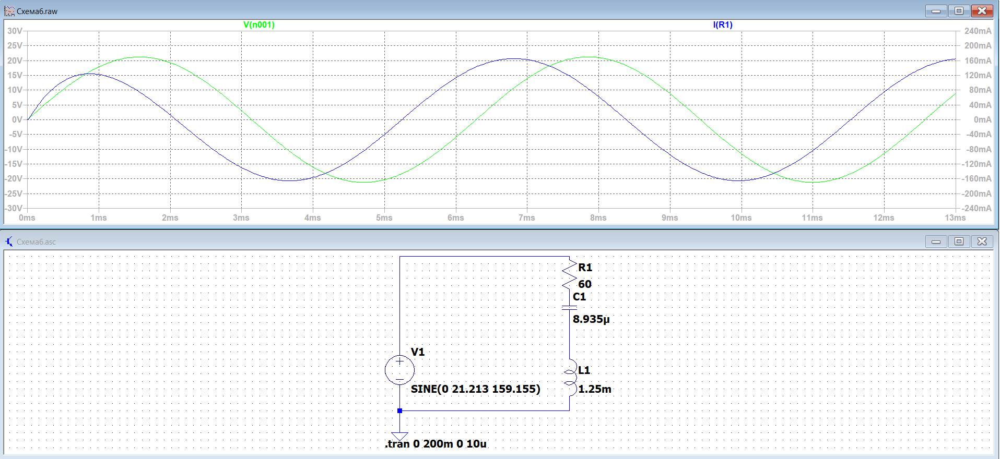 Схема6.raw
V(n001) I(R1)
30V 240mA
25V 200mA
20V 160mA
15V 120mA
10V 80mA
5V 40mA
0V 0mA
-5V -40mA
-10V -80mA
-15V -120mA
-20V -160mA
-25V -200mA
-30V -240mA
0ms 1ms 2ms 3ms 4ms 5ms 6ms 7ms 8ms 9ms 10ms 11ms 12ms 13ms
Схема6.asc
R1
60
C1
8.935µ
V1
L1
SINE(0 21.213 159.155)
1.25m
.tran 0 200m 0 10u